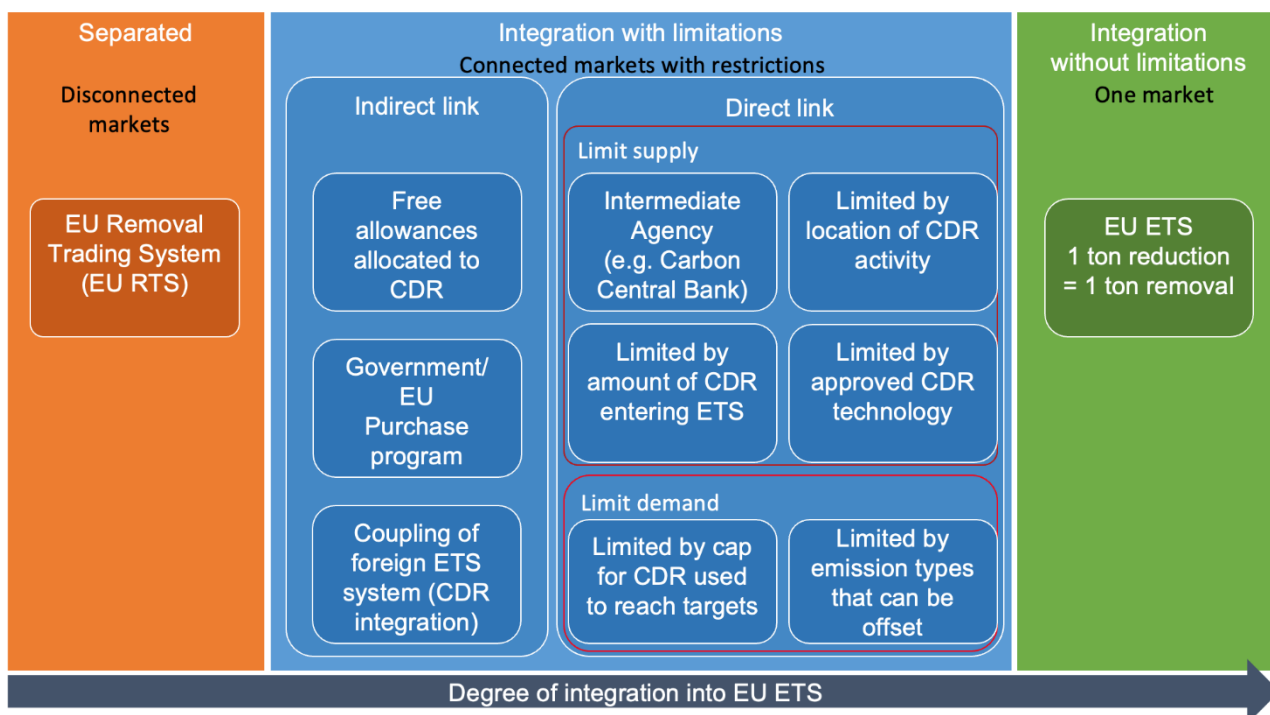 Separated
Disconnected
markets
EU Removal
Trading System
(EU RTS)
Integration with limitations
Connected markets with restrictions
Indirect link
Free
allowances
allocated to
CDR
Government/
EU
Purchase
program
Coupling of
foreign ETS
system (CDR
integration)
Direct link
Limit supply
Intermediate
Agency
(e.g. Carbon
Central Bank)
Limited by
location of CDR
activity
Limited by
amount of CDR
entering ETS
Limited by
approved CDR
technology
Limit demand
Limited by cap
for CDR used
to reach targets
Limited by
emission types
that can be
offset
Integration
without limitations
One market
EU ETS
1 ton reduction
= 1 ton removal
Degree of integration into EU ETS